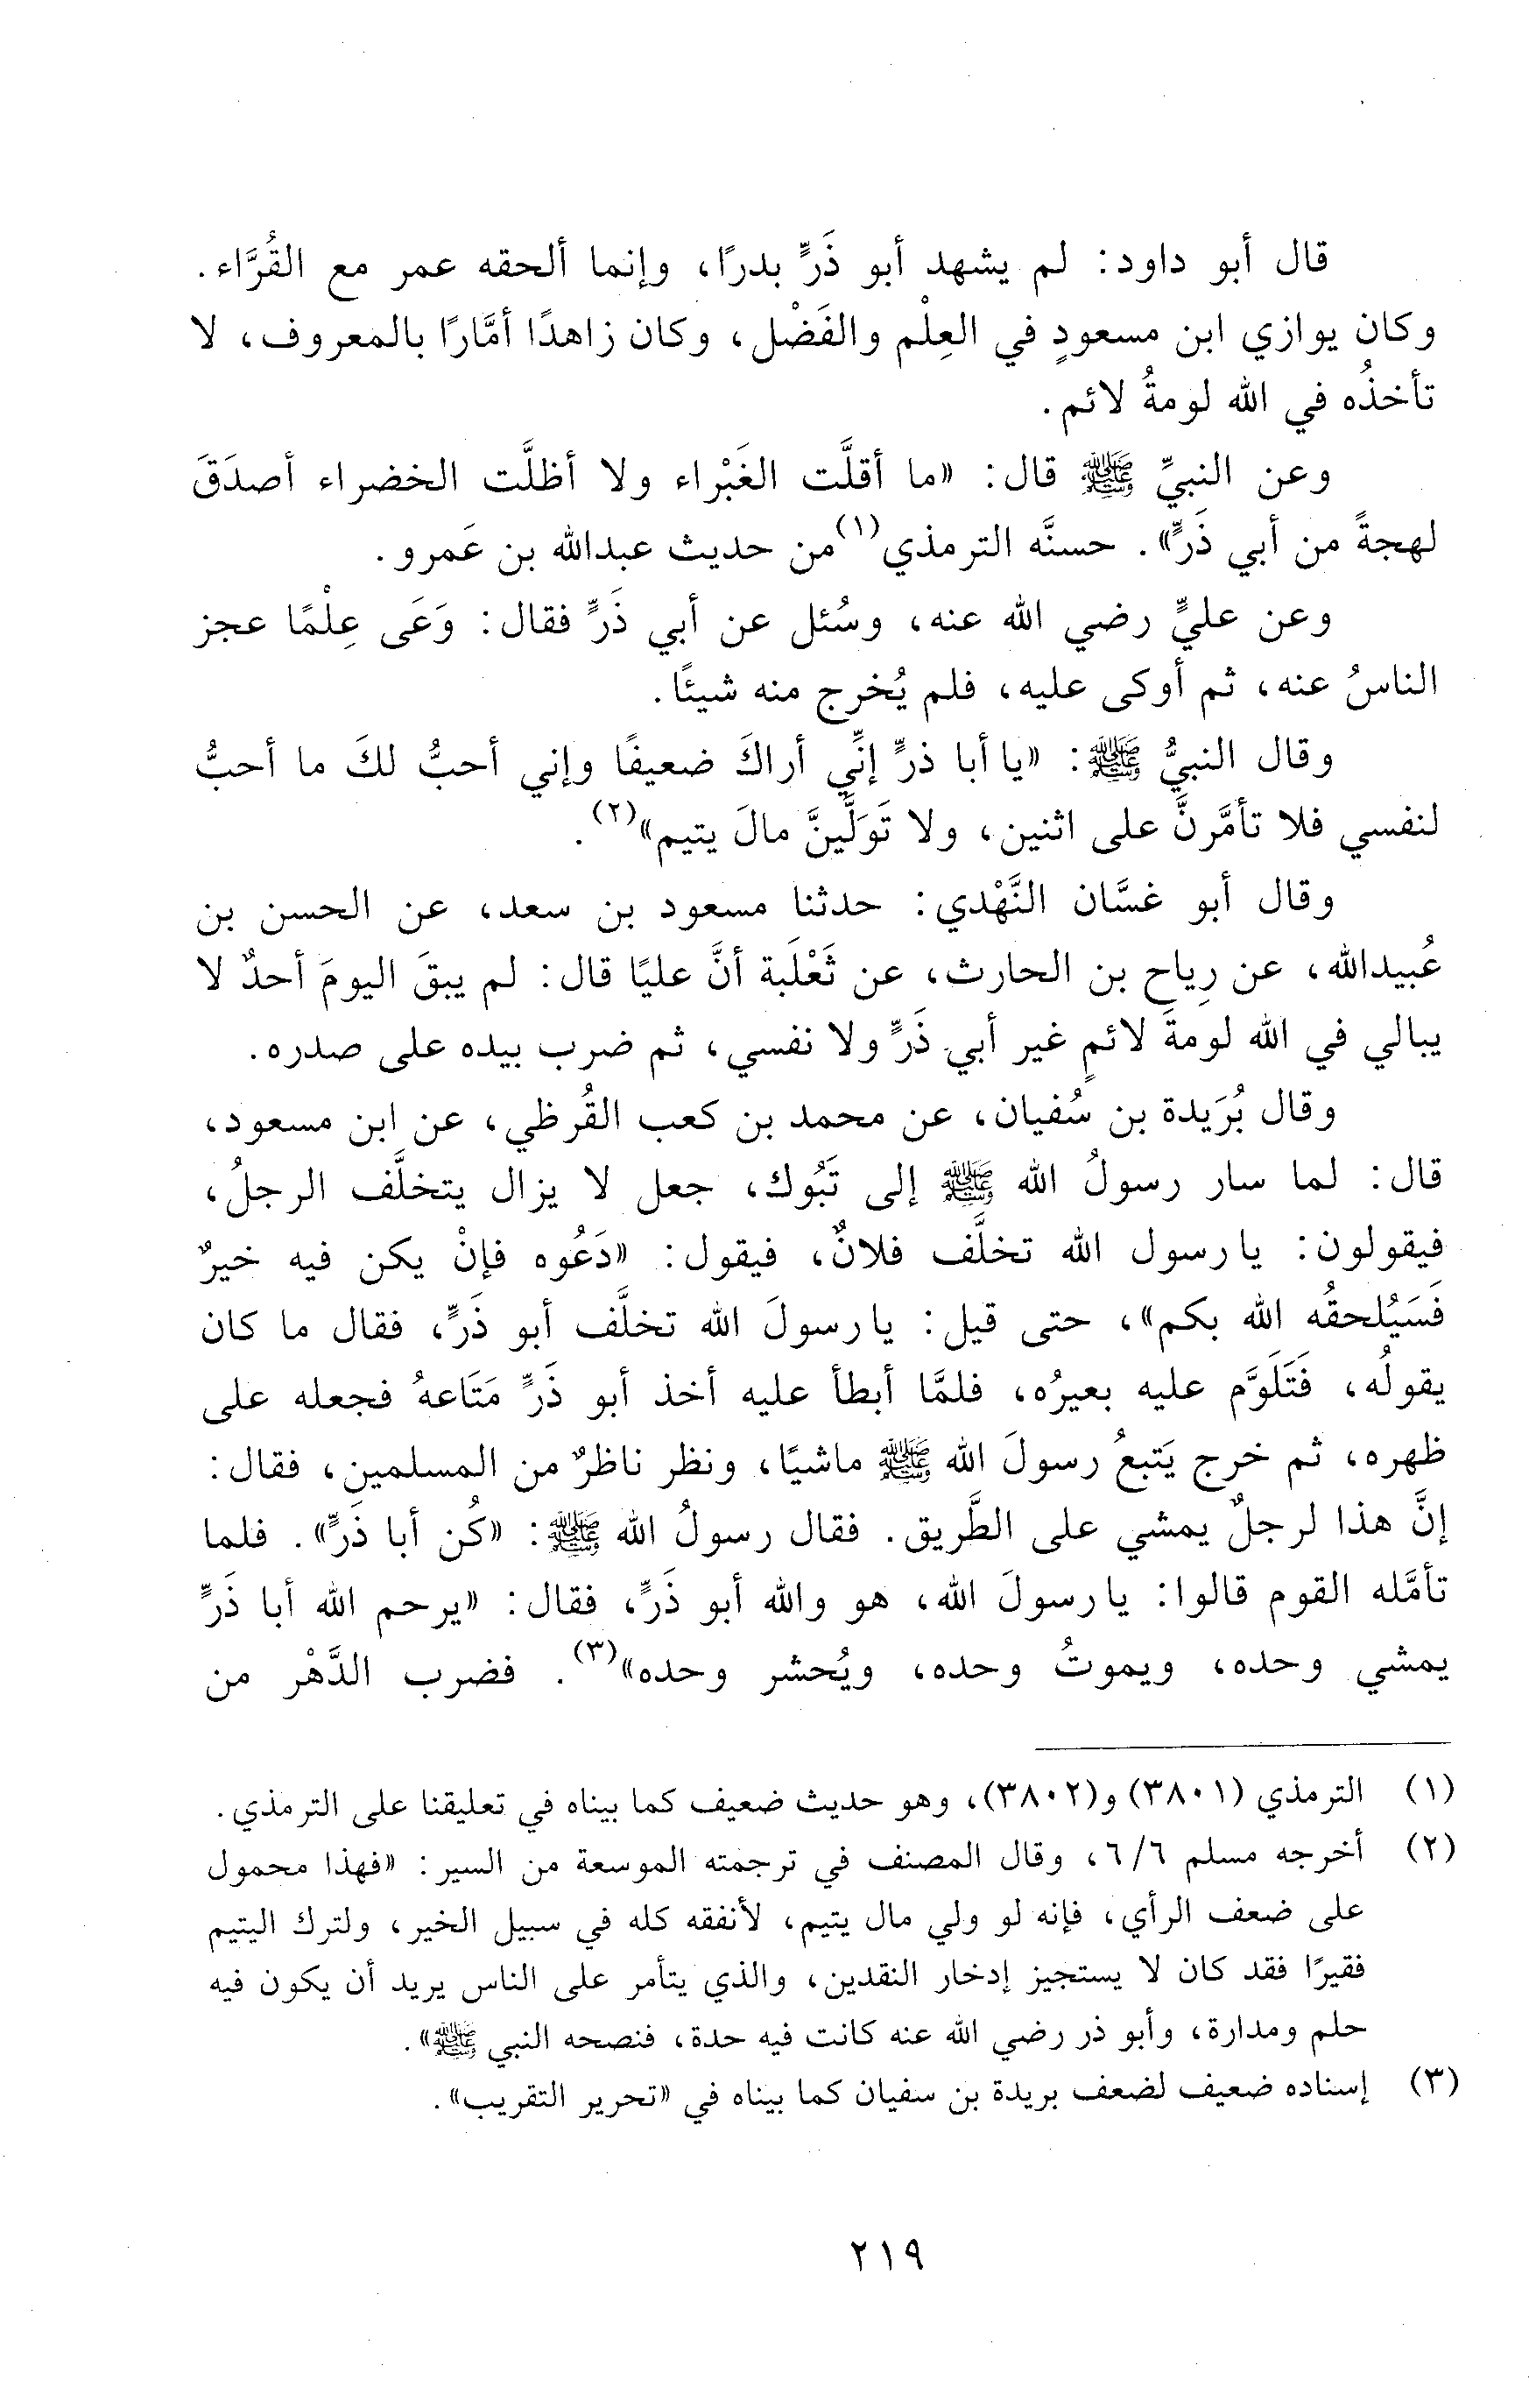 قال أبو داود: لم يشهد أبو ذَرٍّ بدرًا، وإنما ألحقه عمر مع القُرَّاء.
وكان يوازي ابن مسعودٍ في العِلْم والفَضْل، وكان زاهدًا أمَّارًا بالمعروف، لا
تأخذُه في الله لومةُ لائم.
وعن النبيِّ ﷺ قال: «ما أقلَّت الغَبْراء ولا أظلَّت الخضراء أصدَقَ
لهجةً من أبي ذَرٍّ». حسنَّه الترمذي(١) من حديث عبدالله بن عَمرو.
وعن عليٍّ رضي الله عنه، وسُئل عن أبي ذَرٍّ فقال: وَعَى عِلْمًا عجز
الناسُ عنه، ثم أوكى عليه، فلم يُخرج منه شيئًا.
وقال النبيُّ ﷺ: «يا أبا ذرٍّ إنِّي أراكَ ضعيفًا وإني أحبُّ لكَ ما أحبُّ
لنفسي فلا تأمَّرنَّ على اثنين، ولا تَوَلَّينَّ مالَ يتيم»(٢).
وقال أبو غسَّان النَّهْدي: حدثنا مسعود بن سعد، عن الحسن بن
عُبيدالله، عن رِياح بن الحارث، عن ثَعْلَبة أنَّ عليًا قال: لم يبقَ اليومَ أحدٌ لا
يبالي في الله لومةَ لائمٍ غير أبي ذَرٍّ ولا نفسي، ثم ضرب بيده على صدره.
وقال بُرَيدة بن سُفيان، عن محمد بن كعب القُرظي، عن ابن مسعود،
قال: لما سار رسولُ الله ﷺ إلى تَبُوك، جعل لا يزال يتخلَّف الرجلُ،
فيقولون: يارسول الله تخلَّف فلانٌ، فيقول: «دَعُوه فإنْ يكن فيه خيرٌ
فَسَيُلحقُه الله بكم»، حتى قيل: يارسولَ الله تخلَّف أبو ذَرٍّ، فقال ما كان
يقولُه، فَتَلَوَّم عليه بعيرُه، فلمَّا أبطأ عليه أخذ أبو ذَرٍّ مَتَاعهُ فجعله على
ظهره، ثم خرج يَتبعُ رسولَ الله ﷺ ماشيًا، ونظر ناظرٌ من المسلمين، فقال:
إنَّ هذا لرجلٌ يمشي على الطَّريق. فقال رسولُ الله ﷺ: «كُن أبا ذَرٍّ». فلما
تأمَّله القوم قالوا: يارسولَ الله، هو والله أبو ذَرٍّ، فقال: «يرحم الله أبا ذَرٍّ
يمشي وحده، ويموتُ وحده، ويُحشر وحده»(٣). فضرب الدَّهْر من
(١) الترمذي (٣٨٠١) و(٣٨٠٢)، وهو حديث ضعيف كما بيناه في تعليقنا على الترمذي.
(٢) أخرجه مسلم ٦/٦، وقال المصنف في ترجمته الموسعة من السير: «فهذا محمول
على ضعف الرأي، فإنه لو ولي مال يتيم، لأنفقه كله في سبيل الخير، ولترك اليتيم
فقيرًا فقد كان لا يستجيز إدخار النقدين، والذي يتأمر على الناس يريد أن يكون فيه
حلم ومدارة، وأبو ذر رضي الله عنه كانت فيه حدة، فنصحه النبي ﷺ».
(٣) إسناده ضعيف لضعف بريدة بن سفيان كما بيناه في «تحرير التقريب».
٢١٩